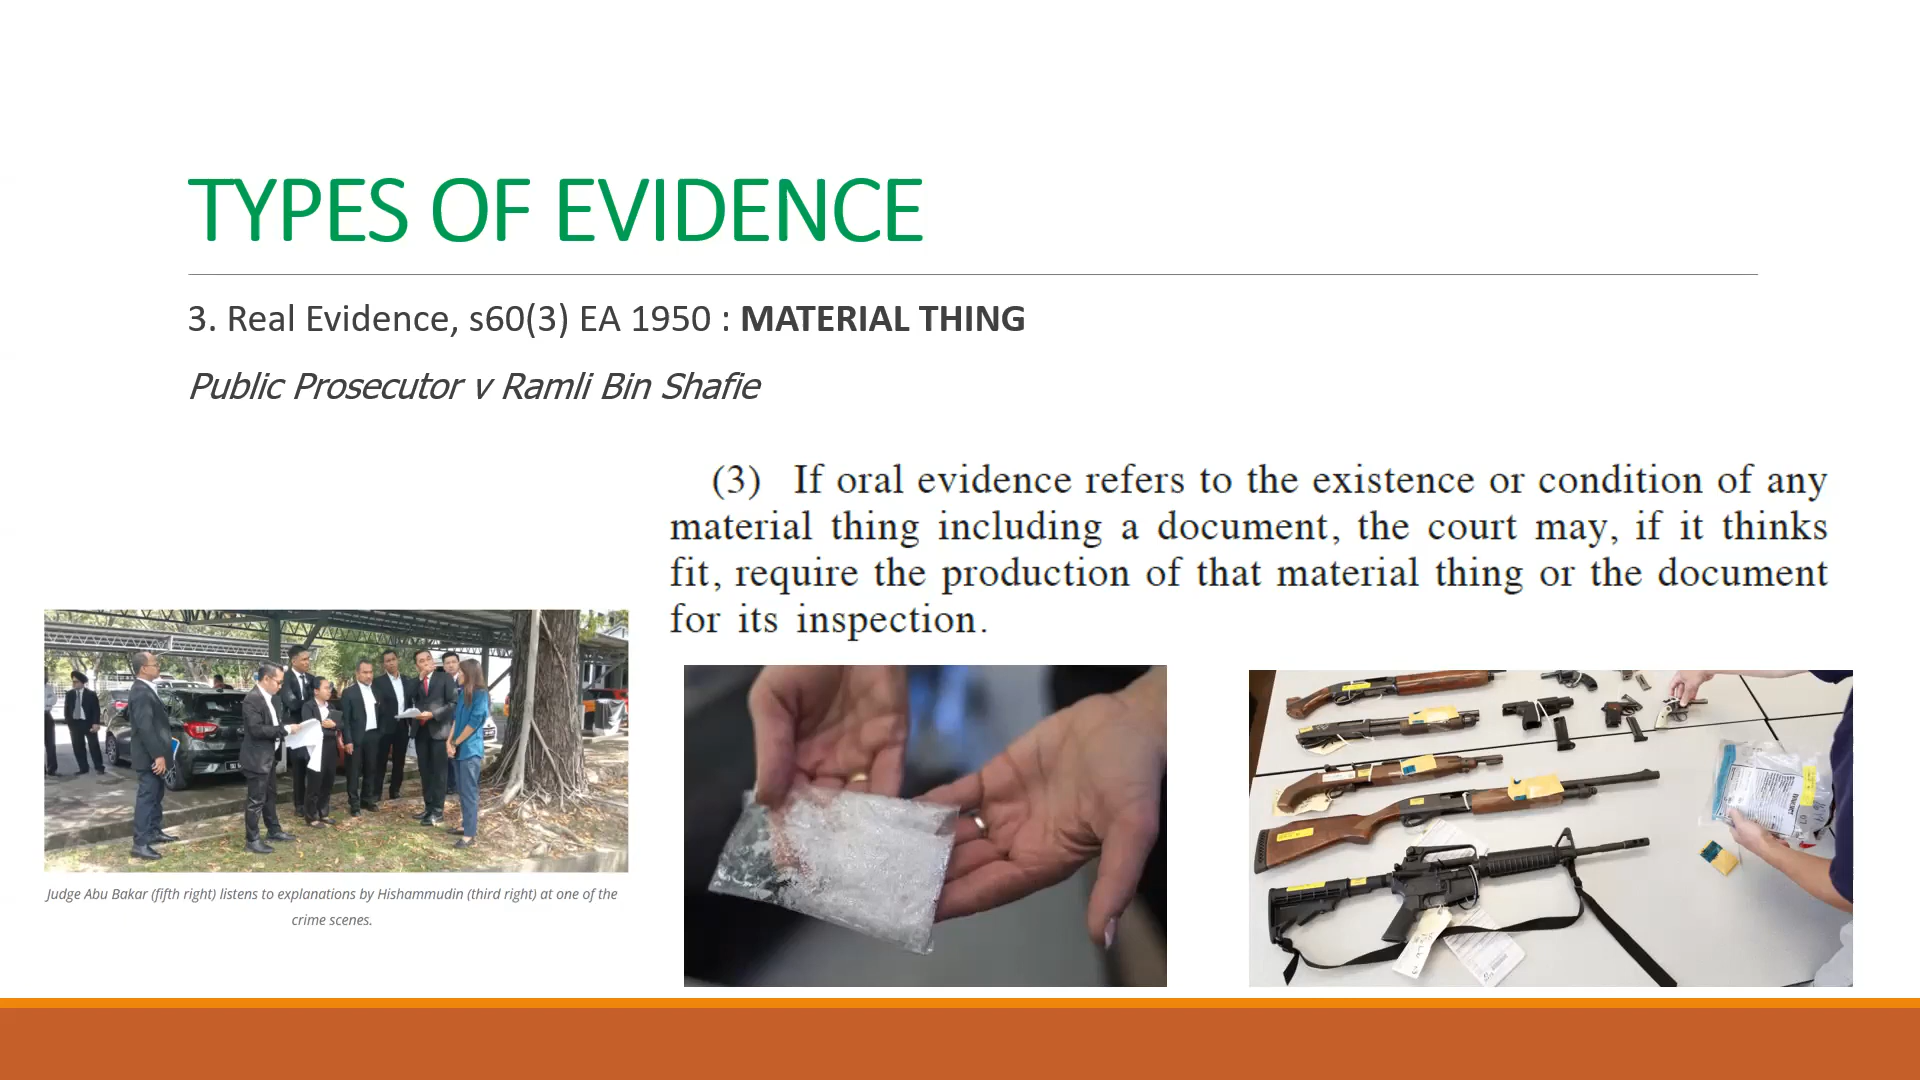 TYPES OF EVIDENCE
3. Real Evidence, s60(3) EA 1950 : MATERIAL THING
Public Prosecutor v Ramli Bin Shafie
(3) If oral evidence refers to the existence or condition of any
material thing including a document, the court may, if it thinks
fit, require the production of that material thing or the document
for its inspection.
Judge Abu Bakar (fifth right) listens to explanations by Hishammudin (third right) at one of the
crime scenes.